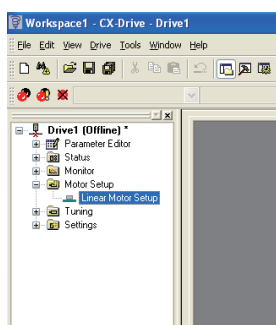 Workspace1 - CX-Drive - Drive1
File Edit View Drive Tools Window Help
Drive1 (Offline) *
Parameter Editor
Status
Monitor
Motor Setup
Linear Motor Setup
Tuning
Settings